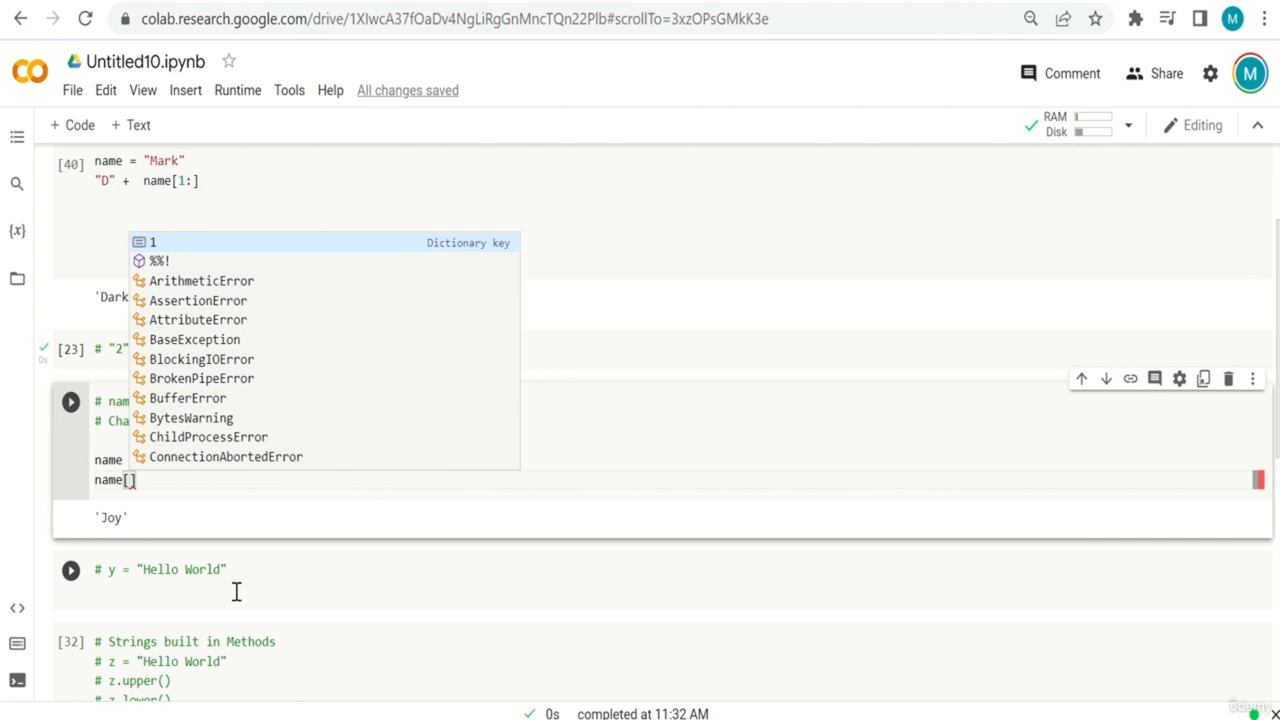 colab.research.google.com/drive/1XIwcA37fOaDv4NgLiRgGnMncTQn22Plb#scrollTo=3xzOPsGMkK3e
M
CO
Untitled10.ipynb
File Edit View Insert Runtime Tools Help All changes saved
Comment
Share
M
+ Code + Text
RAM
Disk
Editing
[40] name = "Mark"
"D" + name[1:]
{x}
1 Dictionary key
%%!
ArithmeticError
AssertionError
AttributeError
BaseException
BlockingIOError
BrokenPipeError
BufferError
BytesWarning
ChildProcessError
ConnectionAbortedError
'Dark
0s
[23] # "2"
# nam
# Cha
name
name[]
'Joy'
# y = "Hello World"
[32] # Strings built in Methods
# z = "Hello World"
# z.upper()
# z.lower()
0s completed at 11:32 AM
ûdemy